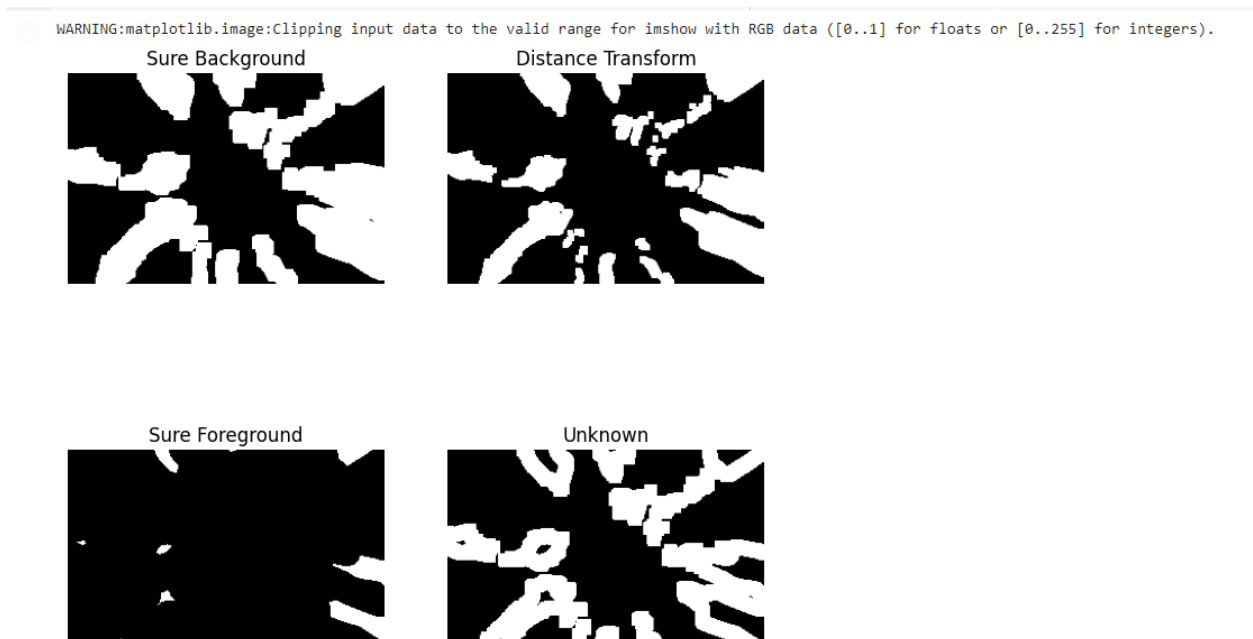 WARNING:matplotlib.image:Clipping input data to the valid range for imshow with RGB data ([0..1] for floats or [0..255] for integers).
Sure Background
Distance Transform
Sure Foreground
Unknown